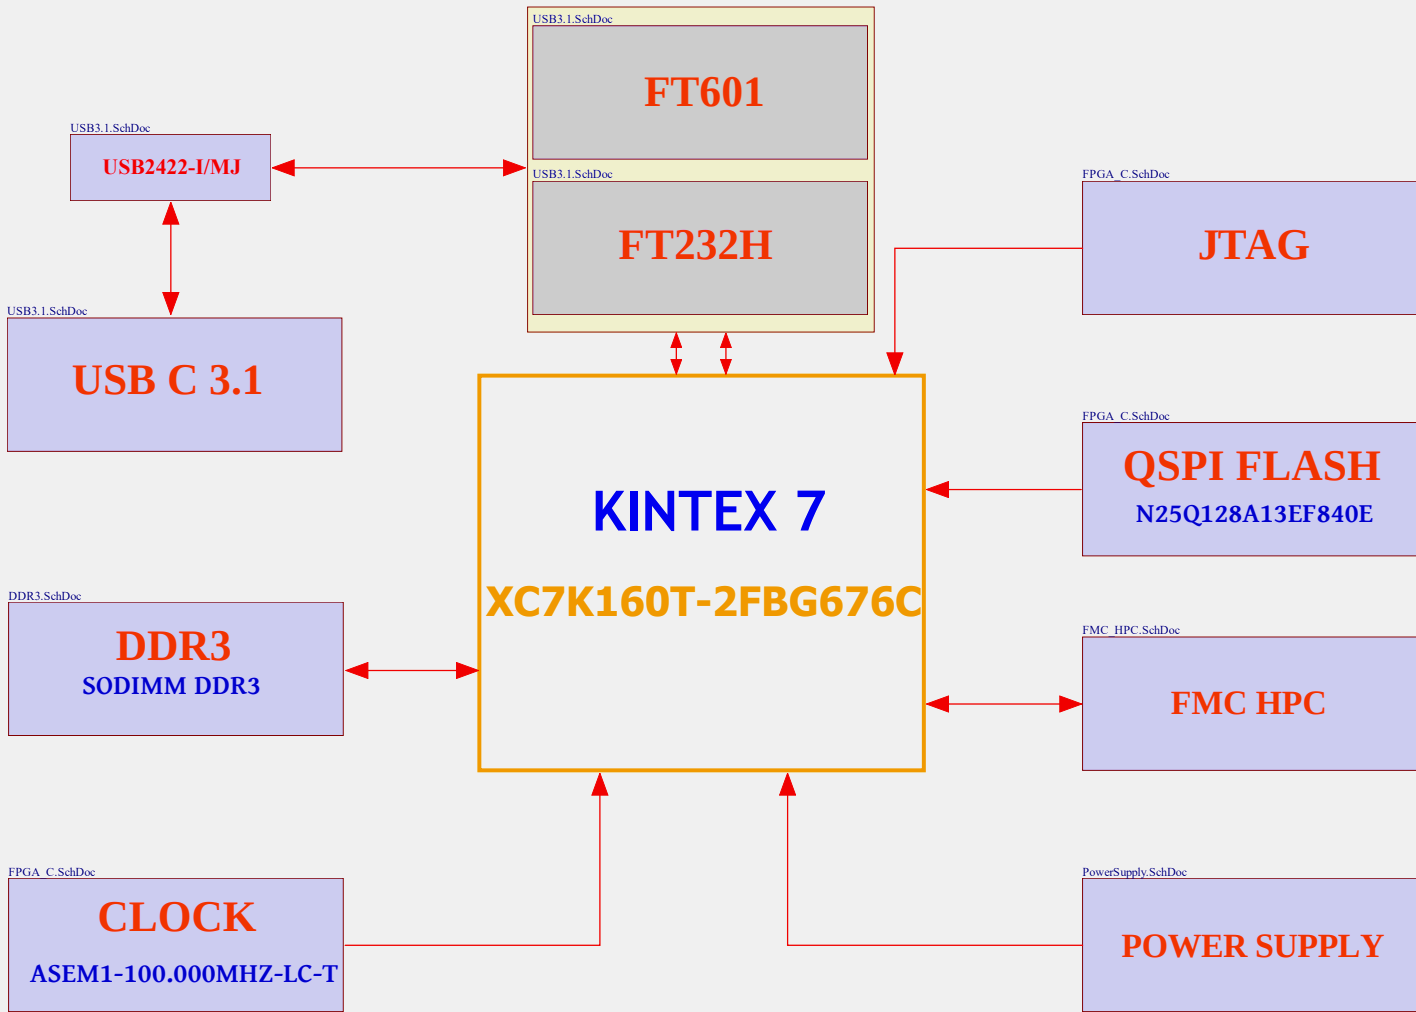 USB3.1.SchDoc
FT601
USB3.1.SchDoc
USB2422-I/MJ
USB3.1.SchDoc
FT232H
FPGA_C.SchDoc
JTAG
USB3.1.SchDoc
USB C 3.1
FPGA_C.SchDoc
QSPI FLASH
N25Q128A13EF840E
KINTEX 7
XC7K160T-2FBG676C
DDR3.SchDoc
DDR3
SODIMM DDR3
FMC_HPC.SchDoc
FMC HPC
FPGA_C.SchDoc
CLOCK
ASEM1-100.000MHZ-LC-T
PowerSupply.SchDoc
POWER SUPPLY